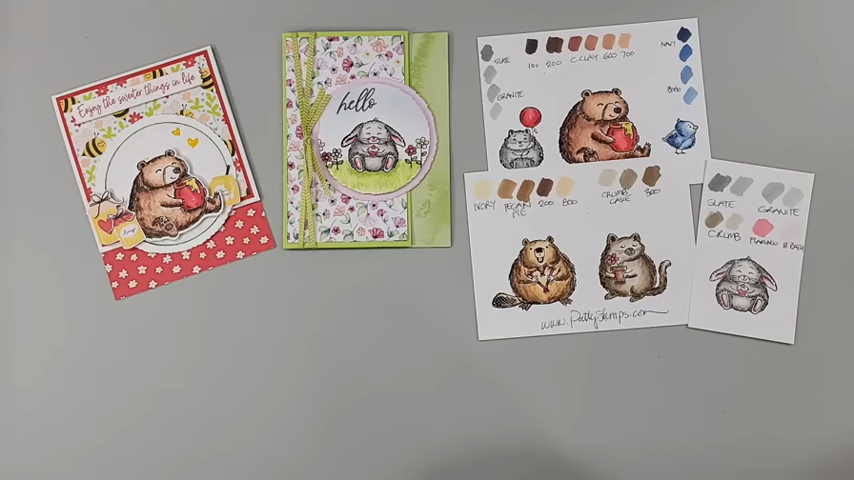 Enjoy the sweeter things in life
hello
SLATE
GRANITE
100 200 C.CLAY 600 700
NAVY
IVORY PECAN PIE 200 800
CRUMB CAKE 300
www.PattyStamps.com
SLATE GRANITE
CRUMB FLAMINGO